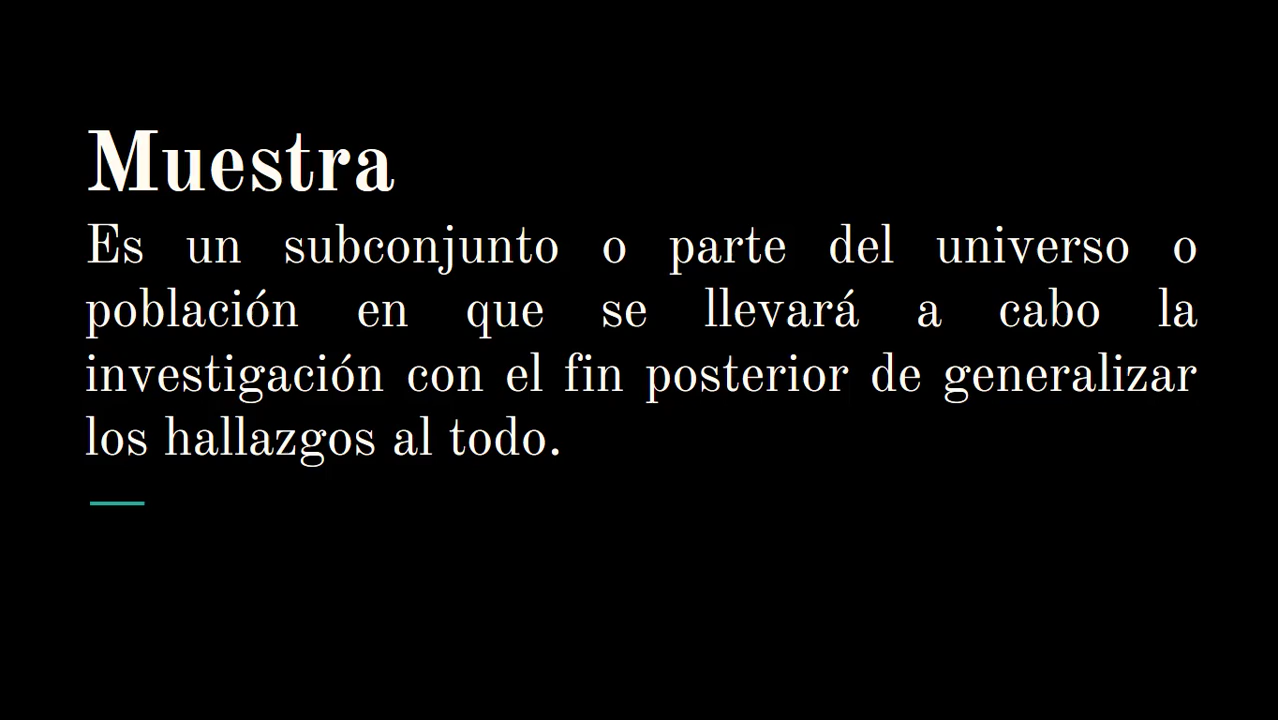 Muestra
Es un subconjunto o parte del universo o
población en que se llevará a cabo la
investigación con el fin posterior de generalizar
los hallazgos al todo.